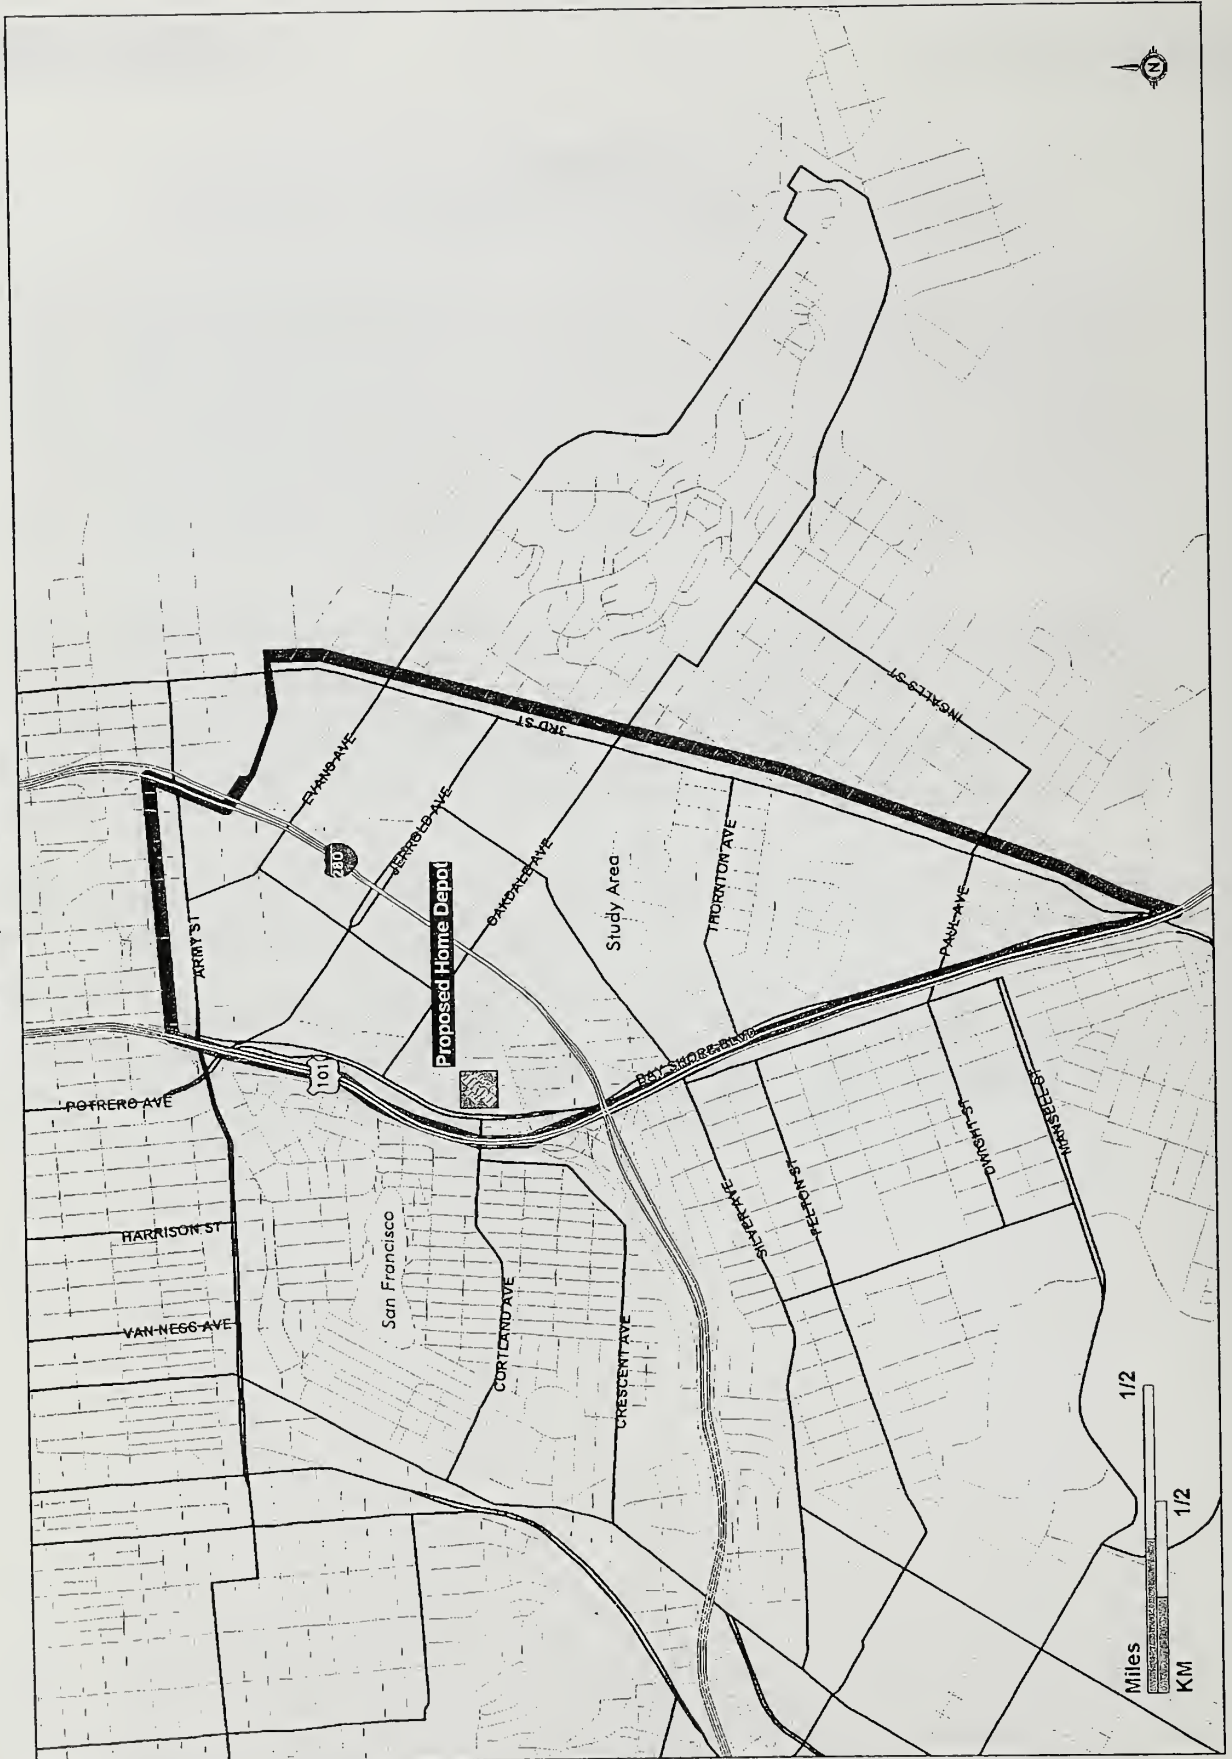 N
POTRERO AVE
HARRISON ST
VAN NESS AVE
ARMY ST
101
280
EVANS AVE
JERROLD AVE
3RD ST
Proposed Home Depot
OAKDALE AVE
San Francisco
CORTLAND AVE
CRESCENT AVE
Study Area
THORNTON AVE
BAY SHORE BLVD
SILVER AVE
FELTON ST
DWIGHT ST
MANSELL ST
PAUL AVE
INGALLS ST
Miles
1/2
KM
1/2